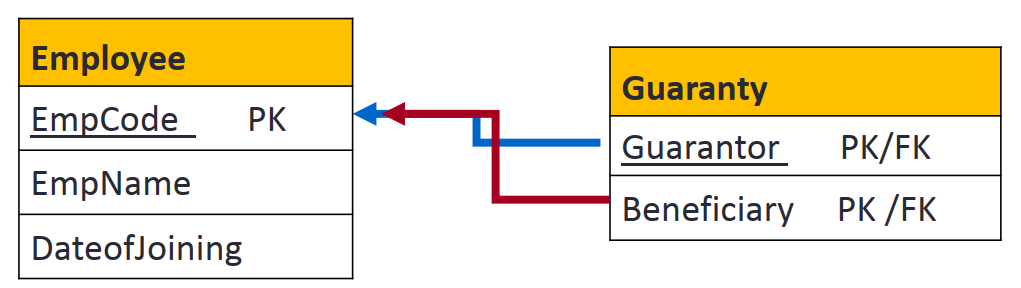 Employee
EmpCode PK
EmpName
DateofJoining
Guaranty
Guarantor PK/FK
Beneficiary PK /FK